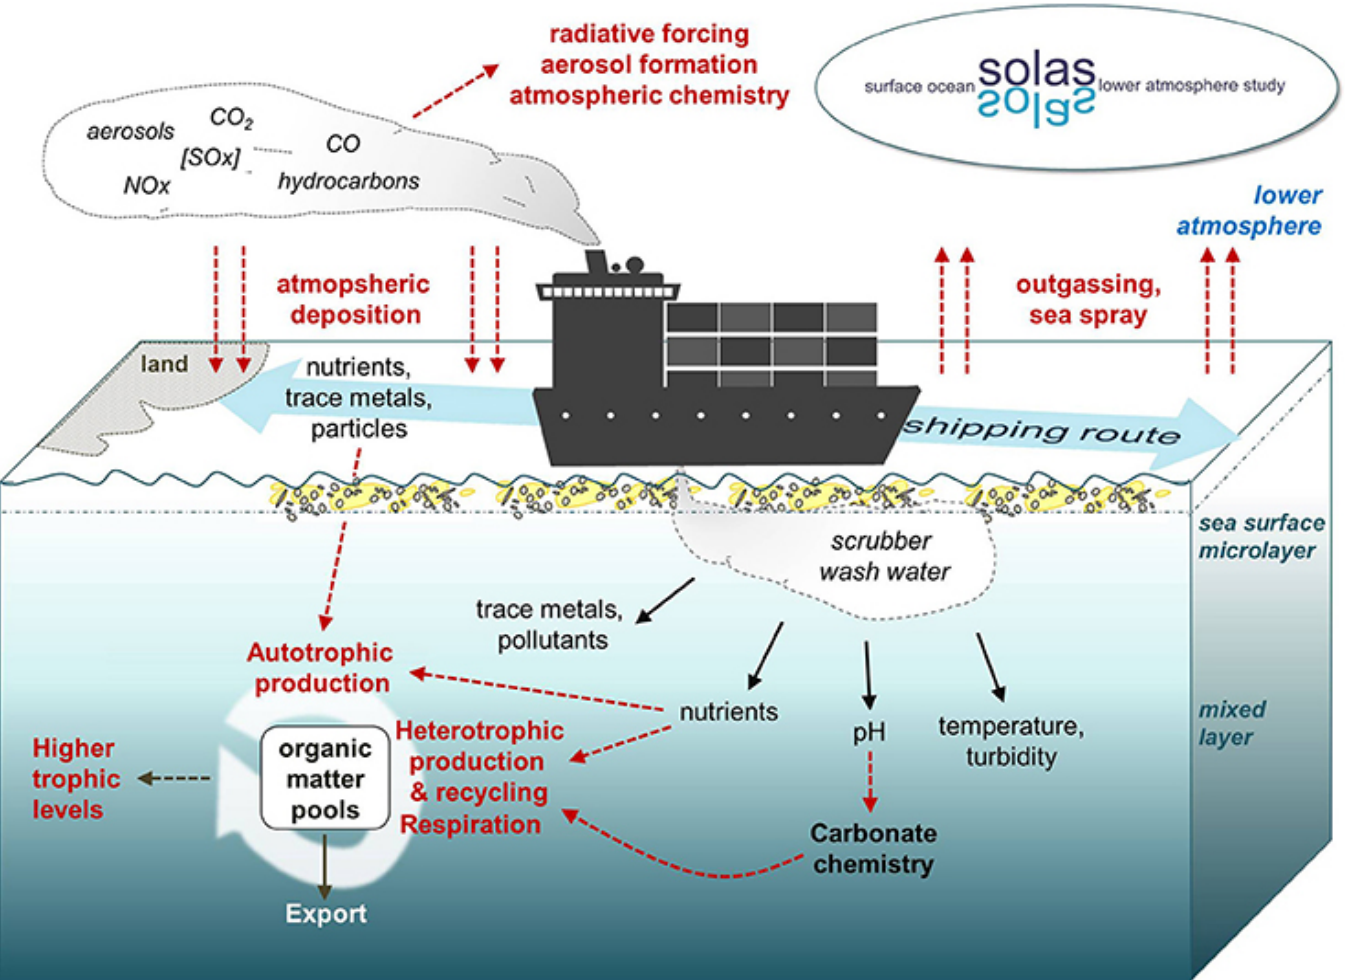 radiative forcing
aerosol formation
atmospheric chemistry
surface ocean solas lower atmosphere study
solas
aerosols
CO2
[SOx]
CO
NOx
hydrocarbons
lower
atmosphere
atmopsheric
deposition
outgassing,
sea spray
land
nutrients,
trace metals,
particles
shipping route
scrubber
wash water
sea surface
microlayer
trace metals,
pollutants
Autotrophic
production
nutrients
pH
temperature,
turbidity
mixed
layer
Higher
trophic
levels
organic
matter
pools
Heterotrophic
production
& recycling
Respiration
Carbonate
chemistry
Export